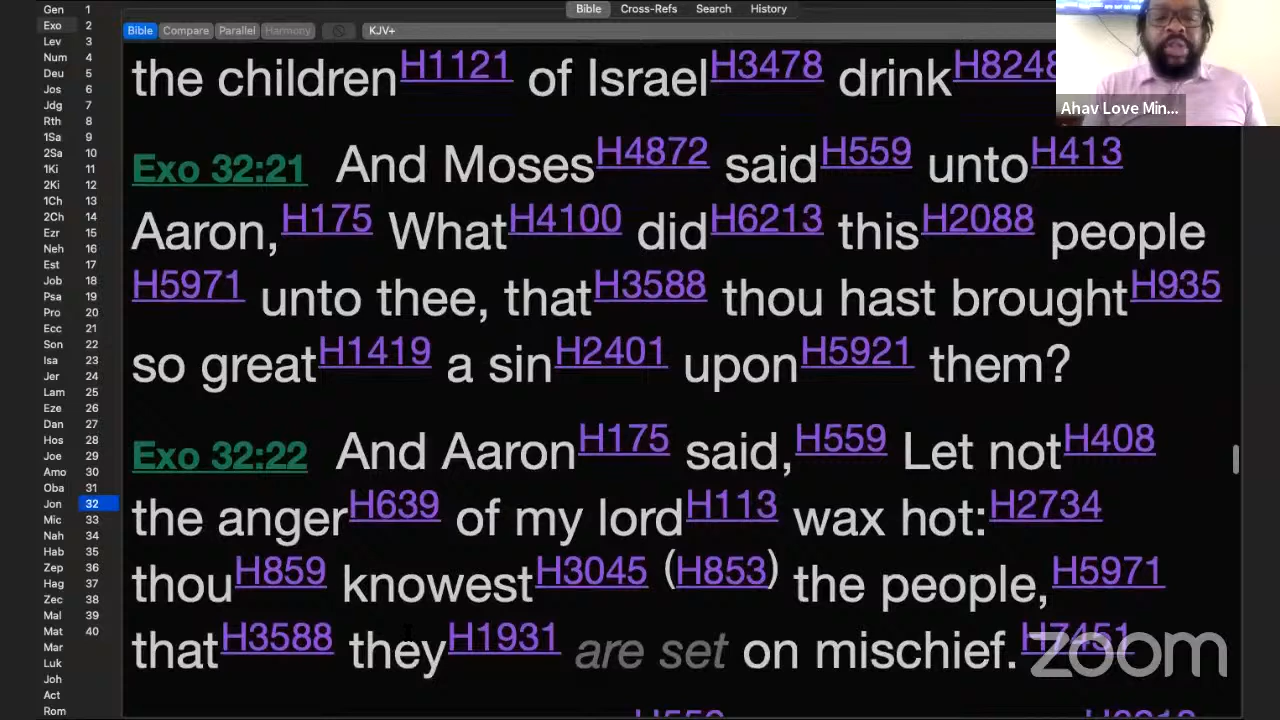 Bible Cross-Refs Search History
Bible Compare Parallel Harmony KJV+
Gen 1
Exo 2
Lev 3
Num 4
Deu 5
Jos 6
Jdg 7
Rth 8
1Sa 9
2Sa 10
1Ki 11
2Ki 12
1Ch 13
2Ch 14
Ezr 15
Neh 16
Est 17
Job 18
Psa 19
Pro 20
Ecc 21
Son 22
Isa 23
Jer 24
Lam 25
Eze 26
Dan 27
Hos 28
Joe 29
Amo 30
Oba 31
Jon 32
Mic 33
Nah 34
Hab 35
Zep 36
Hag 37
Zec 38
Mal 39
Mat 40
Mar
Luk
Joh
Act
Rom
the children H1121 of Israel H3478 drink H8248
Exo 32:21 And Moses H4872 said H559 unto H413
Aaron, H175 What H4100 did H6213 this H2088 people
H5971 unto thee, that H3588 thou hast brought H935
so great H1419 a sin H2401 upon H5921 them?
Exo 32:22 And Aaron H175 said, H559 Let not H408
the anger H639 of my lord H113 wax hot: H2734
thou H859 knowest H3045 (H853) the people, H5971
that H3588 they H1931 are set on mischief. H7451
Ahav Love Min...
zoom